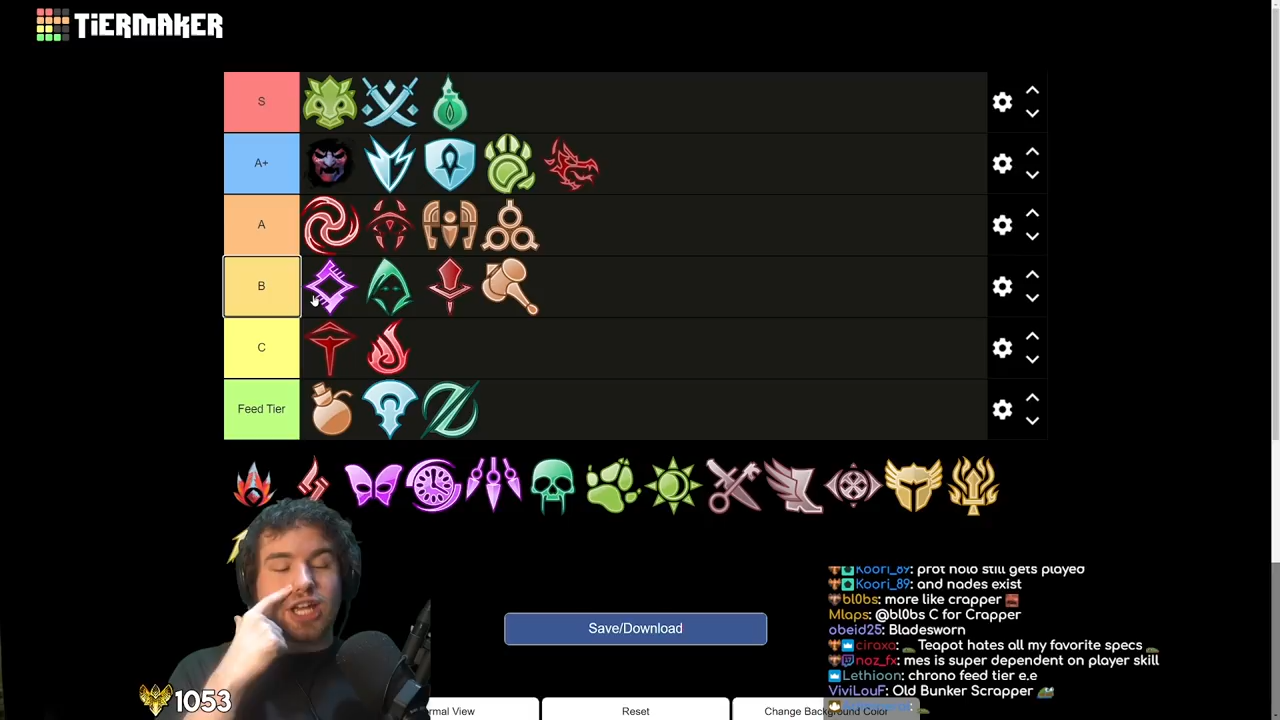 TIERMAKER
S
A+
A
B
C
Feed Tier
Koori_89: prot holo still gets played
Koori_89: and nades exist
bl0bs: more like crapper
Mlaps: @bl0bs C for Crapper
obeid25: Bladesworn
ciraxa: Teapot hates all my favorite specs
noz_fx: mes is super dependent on player skill
Lethioon: chrono feed tier e.e
ViviLouF: Old Bunker Scrapper
Save/Download
1053
rmal View
Reset
Change Background Color